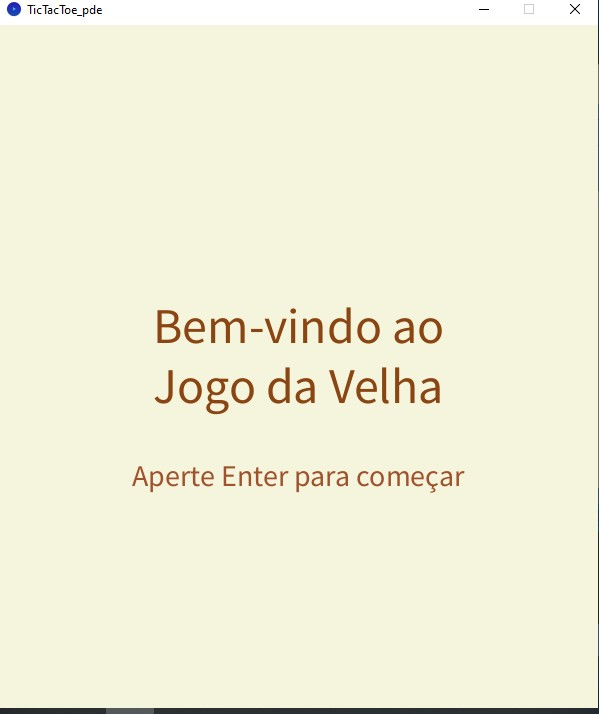 TicTacToe_pde
Bem-vindo ao
Jogo da Velha
Aperte Enter para começar